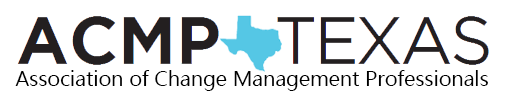 ACMP TEXAS
Association of Change Management Professionals